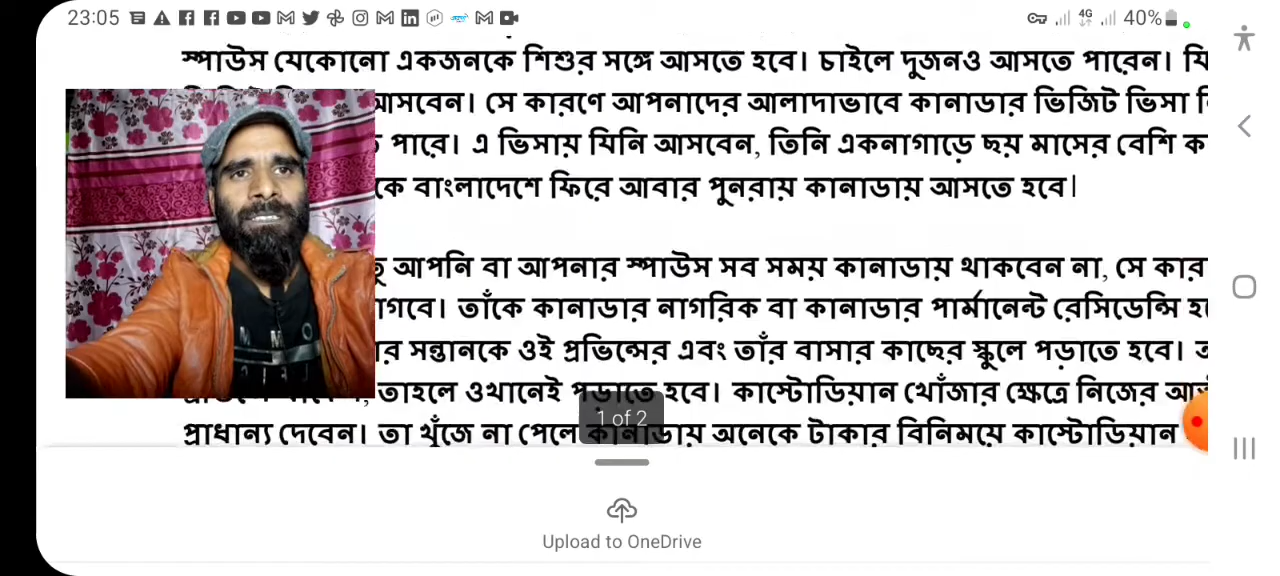 23:05
4G
40%
স্পাউস যেকোনো একজনকে শিশুর সঙ্গে আসতে হবে। চাইলে দুজনও আসতে পারেন। যি
আসবেন। সে কারণে আপনাদের আলাদাভাবে কানাডার ভিজিট ভিসা
পারে। এ ভিসায় যিনি আসবেন, তিনি একনাগাড়ে ছয় মাসের বেশি ক
কে বাংলাদেশে ফিরে আবার পুনরায় কানাডায় আসতে হবে।
আপনি বা আপনার স্পাউস সব সময় কানাডায় থাকবেন না, সে কার
গবে। তাঁকে কানাডার নাগরিক বা কানাডার পার্মানেন্ট রেসিডেন্সি হ
র সন্তানকে ওই প্রভিন্সের এবং তাঁর বাসার কাছের স্কুলে পড়াতে হবে।
তাহলে ওখানেই পড়াতে হবে। কাস্টোডিয়ান খোঁজার ক্ষেত্রে নিজের
1 of 2
প্রাধান্য দেবেন। তা খুঁজে না পেলে কানাডায় অনেকে টাকার বিনিময়ে কাস্টোডিয়ান
Upload to OneDrive